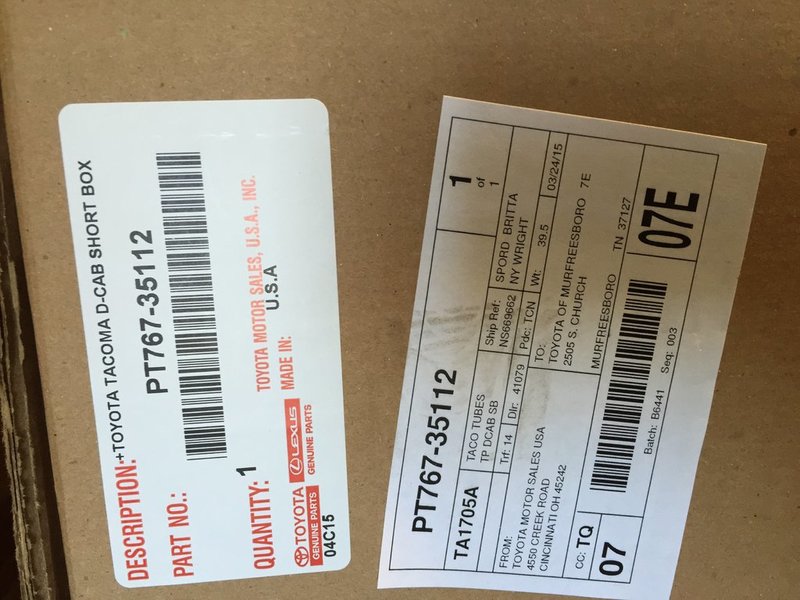 DESCRIPTION:+TOYOTA TACOMA D-CAB SHORT BOX
PART NO.: PT767-35112
QUANTITY: 1
TOYOTA MOTOR SALES, U.S.A., INC.
MADE IN: U.S.A
TOYOTA LEXUS
GENUINE PARTS GENUINE PARTS
04C15
PT767-35112
1
of
1
TA1705A
TACO TUBES
TP DCAB SB
Ship Ref:
NS669662
SPORD BRITTA
NY WRIGHT
Trf: 14 Dlr: 41079 Pdc: TCN Wt: 39.5 03/24/15
FROM:
TOYOTA MOTOR SALES USA
4550 CREEK ROAD
CINCINNATI OH 45242
TO:
TOYOTA OF MURFREESBORO 7E
2505 S. CHURCH
MURFREESBORO TN 37127
CC: TQ
07
07E
Batch: B6441 Seq: 003